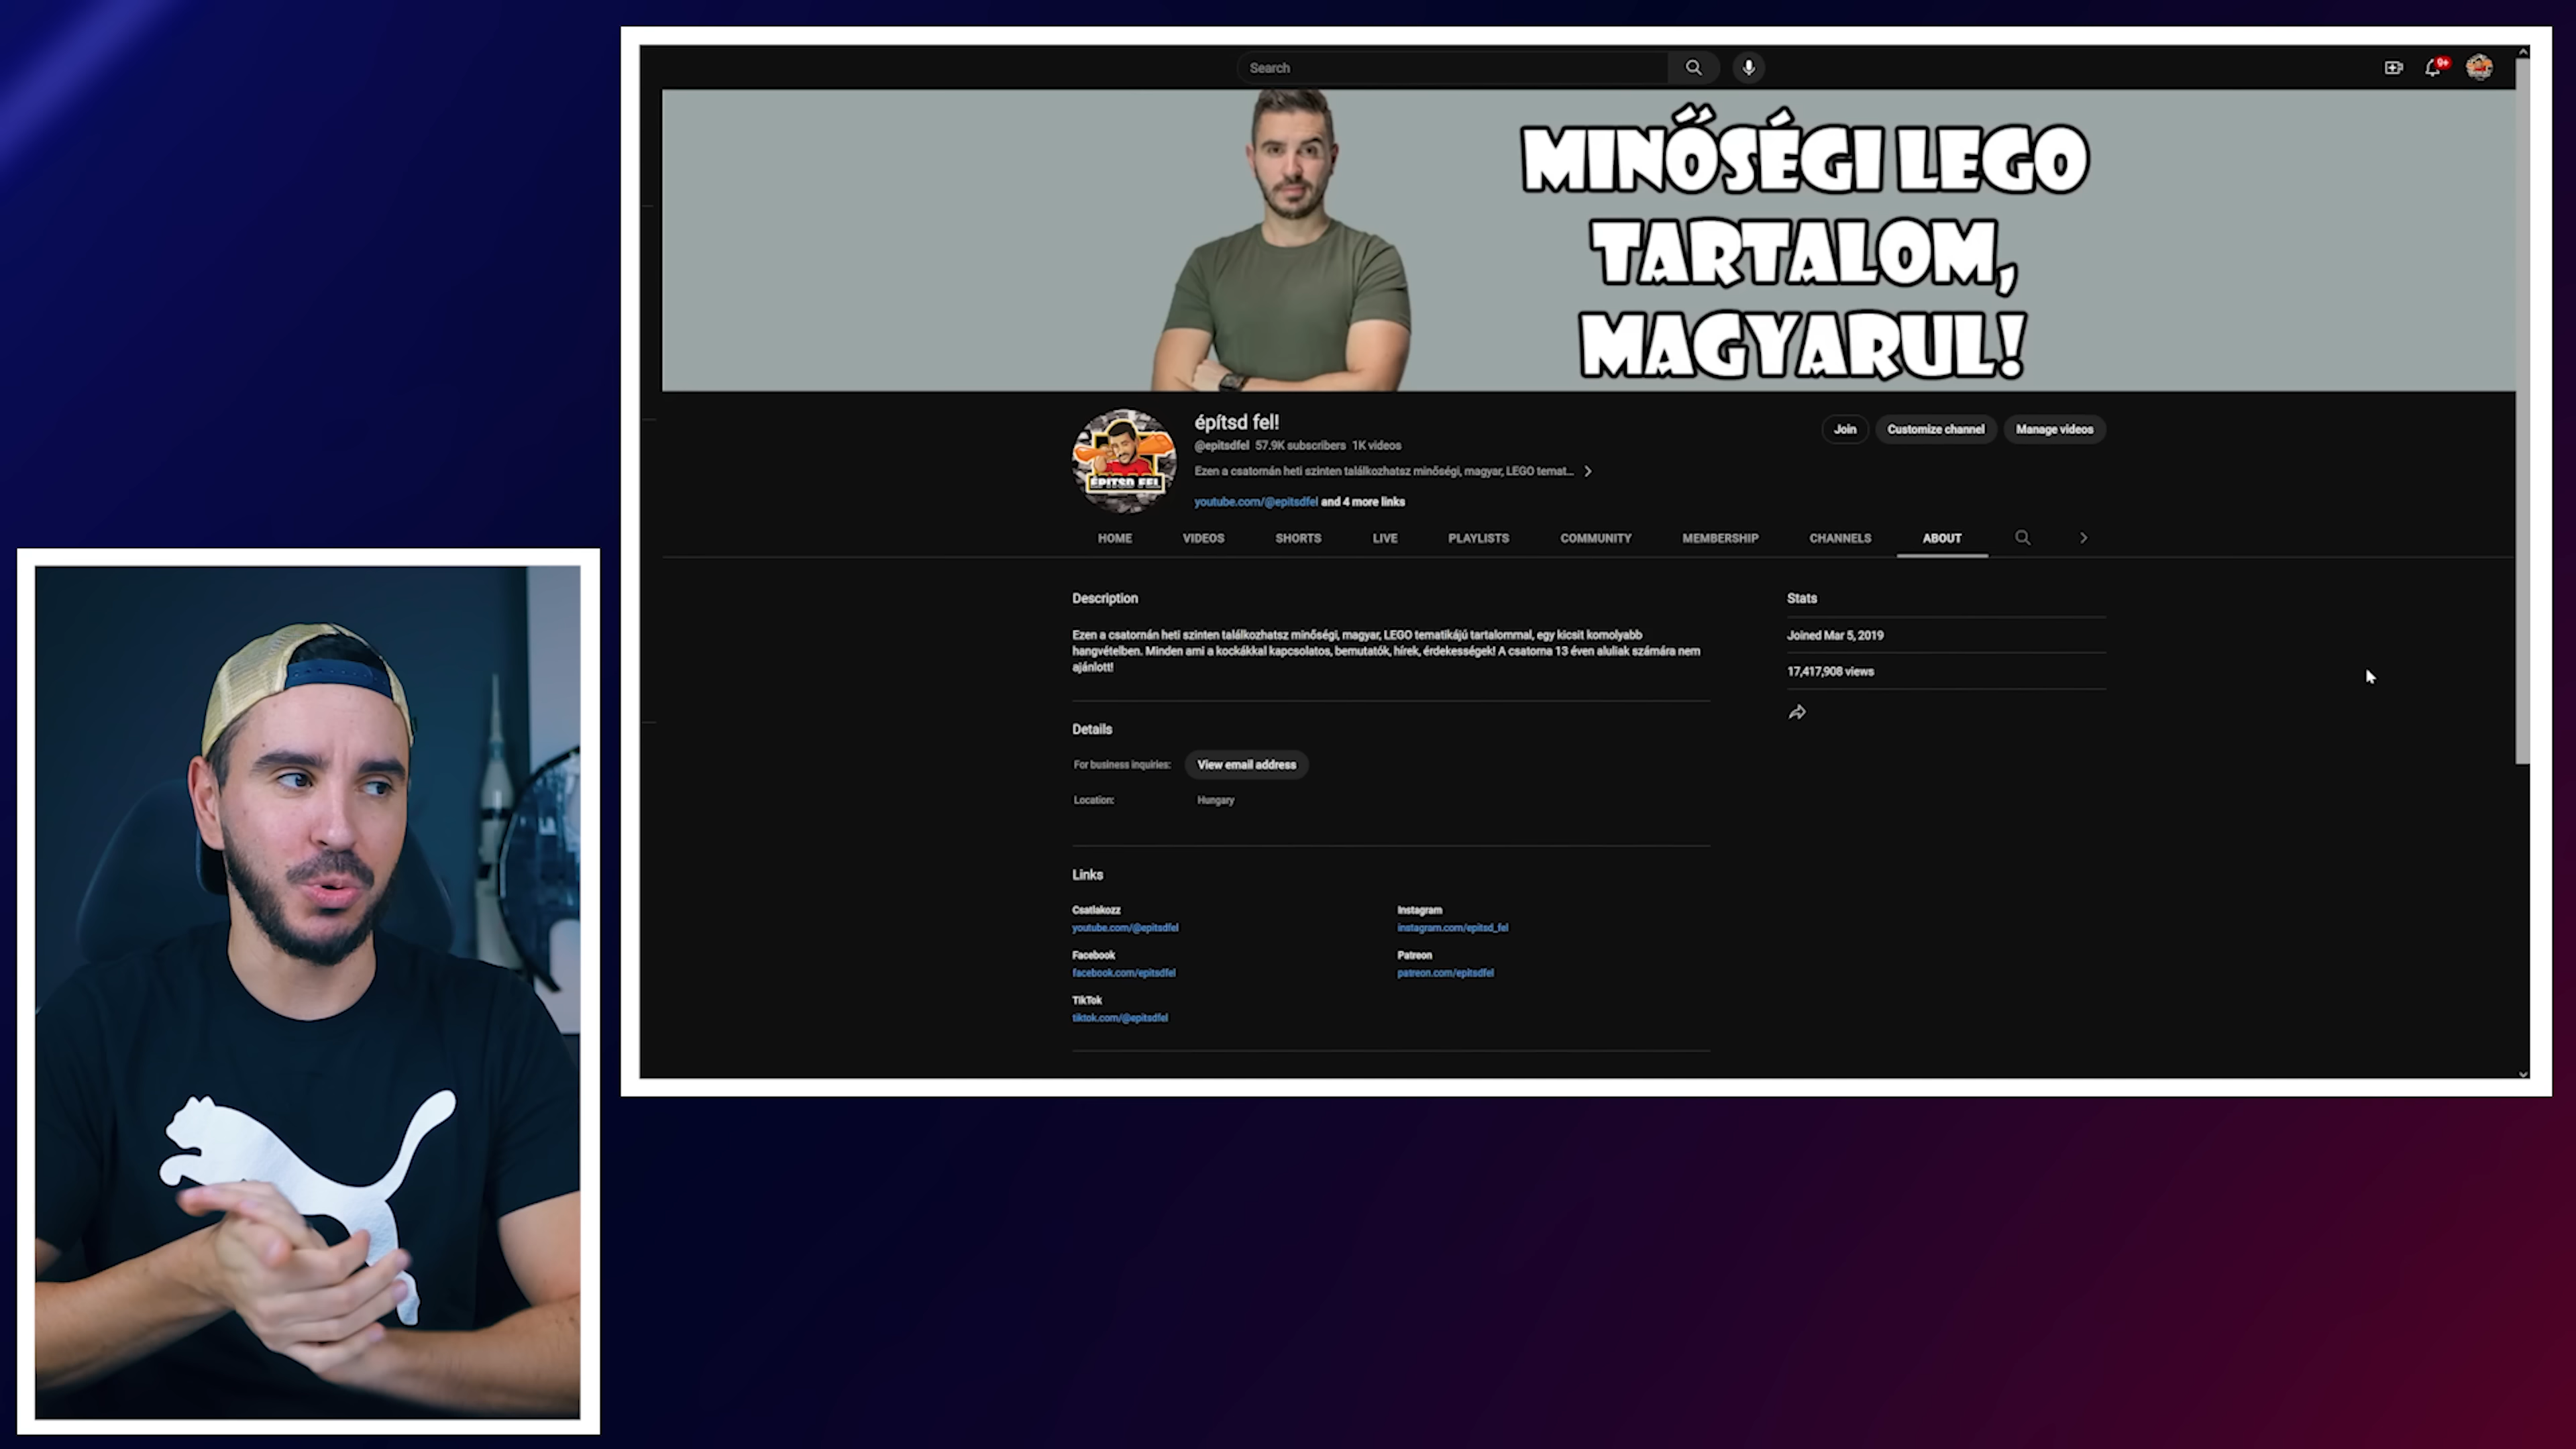 Search
9+
MINŐSÉGI LEGO
TARTALOM,
MAGYARUL!
ÉPÍTSD FEL
építsd fel!
@epitsdfel 57.9K subscribers 1K videos
Ezen a csatornán heti szinten találkozhatsz minőségi, magyar, LEGO temat...
youtube.com/@epitsdfel and 4 more links
Join
Customize channel
Manage videos
HOME VIDEOS SHORTS LIVE PLAYLISTS COMMUNITY MEMBERSHIP CHANNELS ABOUT
Description
Ezen a csatornán heti szinten találkozhatsz minőségi, magyar, LEGO tematikájú tartalommal, egy kicsit komolyabb
hangvételben. Minden ami a kockákkal kapcsolatos, bemutatók, hírek, érdekességek! A csatorna 13 éven aluliak számára nem
ajánlott!
Details
For business inquiries: View email address
Location: Hungary
Links
Csatlakozz
youtube.com/@epitsdfel
Instagram
instagram.com/epitsd_fel
Facebook
facebook.com/epitsdfel
Patreon
patreon.com/epitsdfel
TikTok
tiktok.com/@epitsdfel
Stats
Joined Mar 5, 2019
17,417,908 views